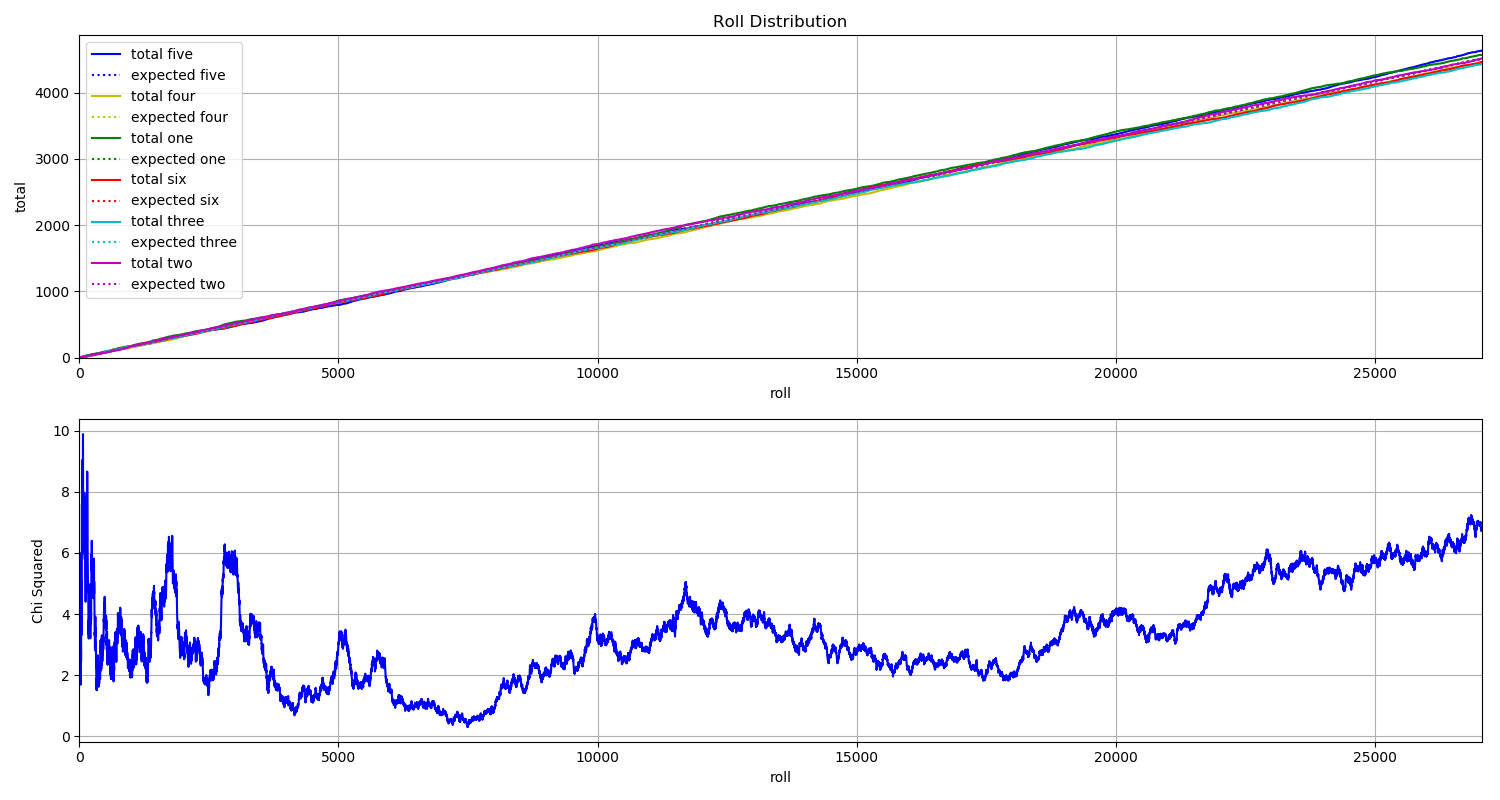 Roll Distribution
total five
expected five
total four
expected four
total one
expected one
total six
expected six
total three
expected three
total two
expected two
total
4000
3000
2000
1000
0
0 5000 10000 15000 20000 25000
roll
Chi Squared
10
8
6
4
2
0
0 5000 10000 15000 20000 25000
roll